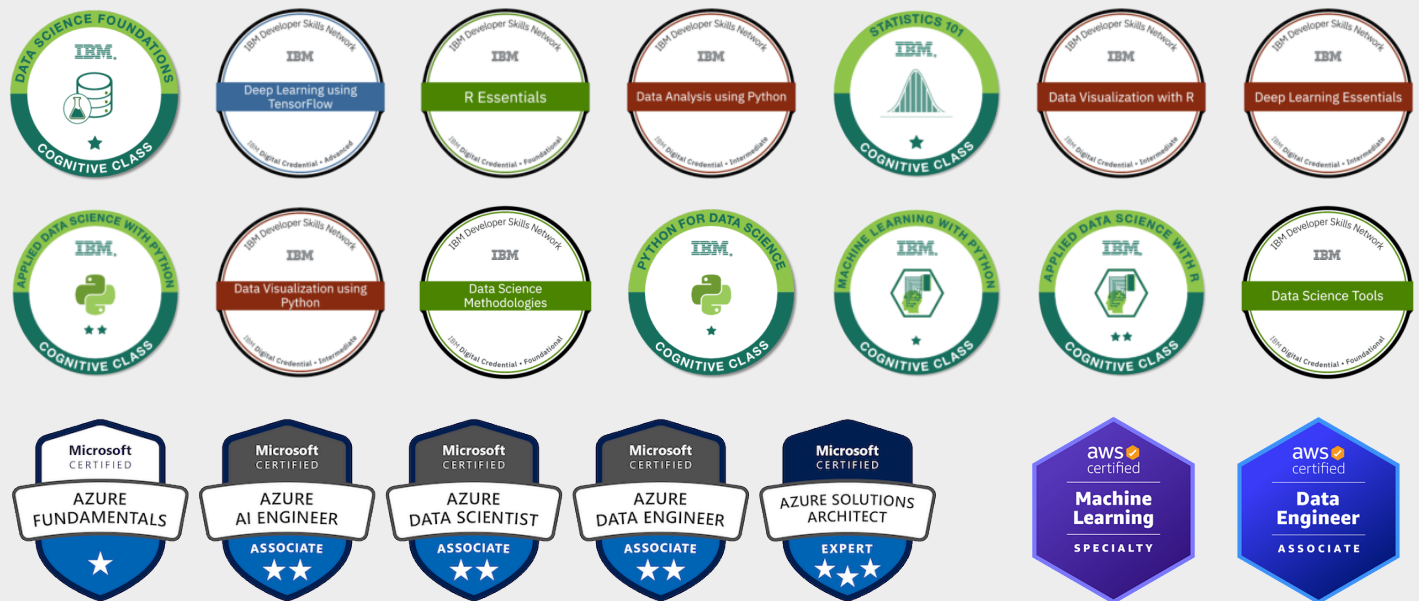 DATA SCIENCE FOUNDATIONS
IBM.
COGNITIVE CLASS
IBM Developer Skills Network
IBM
Deep Learning using
TensorFlow
IBM Digital Credential • Advanced
IBM Developer Skills Network
IBM
R Essentials
IBM Digital Credential • Foundational
IBM Developer Skills Network
IBM
Data Analysis using Python
IBM Digital Credential • Intermediate
STATISTICS 101
IBM.
COGNITIVE CLASS
IBM Developer Skills Network
IBM
Data Visualization with R
IBM Digital Credential • Intermediate
IBM Developer Skills Network
IBM
Deep Learning Essentials
IBM Digital Credential • Intermediate
APPLIED DATA SCIENCE WITH PYTHON
IBM.
COGNITIVE CLASS
IBM Developer Skills Network
IBM
Data Visualization using
Python
IBM Digital Credential • Intermediate
IBM Developer Skills Network
IBM
Data Science
Methodologies
IBM Digital Credential • Foundational
PYTHON FOR DATA SCIENCE
IBM.
COGNITIVE CLASS
MACHINE LEARNING WITH PYTHON
IBM.
COGNITIVE CLASS
APPLIED DATA SCIENCE WITH R
IBM.
COGNITIVE CLASS
IBM Developer Skills Network
IBM
Data Science Tools
IBM Digital Credential • Foundational
Microsoft
CERTIFIED
AZURE
FUNDAMENTALS
Microsoft
CERTIFIED
AZURE
AI ENGINEER
ASSOCIATE
Microsoft
CERTIFIED
AZURE
DATA SCIENTIST
ASSOCIATE
Microsoft
CERTIFIED
AZURE
DATA ENGINEER
ASSOCIATE
Microsoft
CERTIFIED
AZURE SOLUTIONS
ARCHITECT
EXPERT
aws
certified
Machine
Learning
SPECIALTY
aws
certified
Data
Engineer
ASSOCIATE